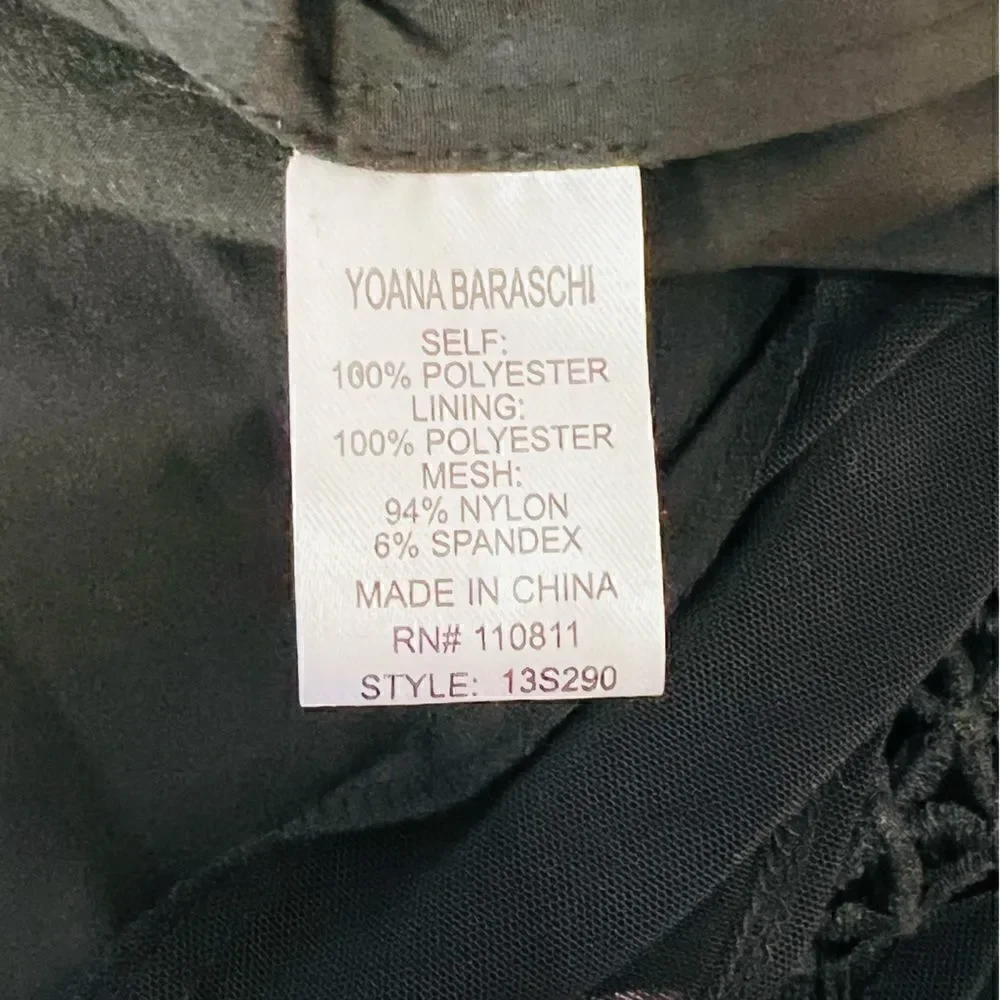 YOANA BARASCHI
SELF:
100% POLYESTER
LINING:
100% POLYESTER
MESH:
94% NYLON
6% SPANDEX
MADE IN CHINA
RN# 110811
STYLE: 13S290